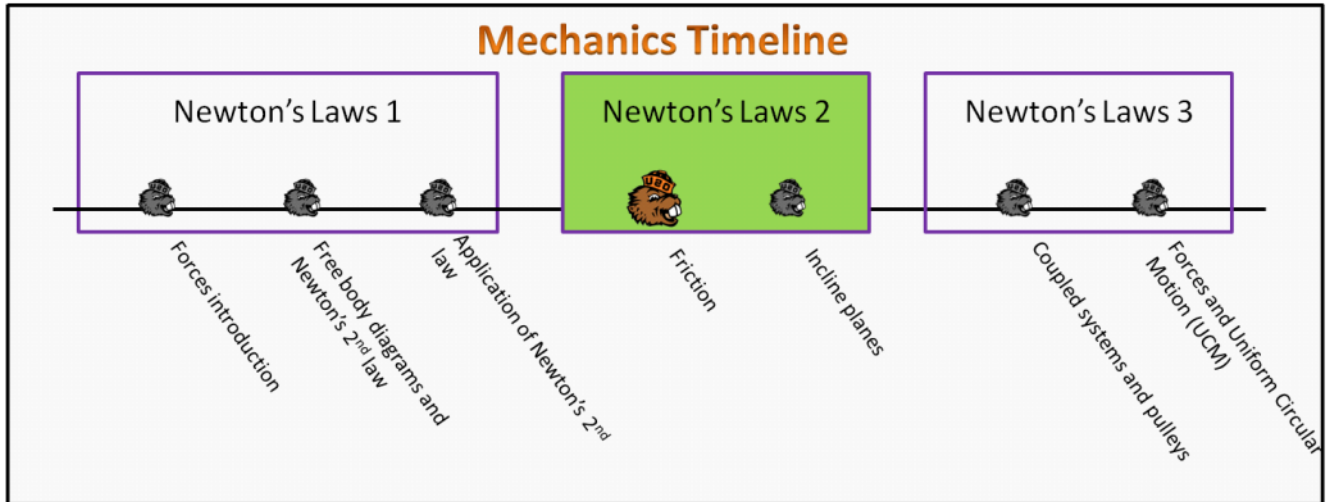 Mechanics Timeline
Newton's Laws 1
Newton's Laws 2
Newton's Laws 3
Forces introduction
Free body diagrams and
Newton's 2nd law
Application of Newton's 2nd
law
Friction
Incline planes
Coupled systems and pulleys
Forces and Uniform Circular
Motion (UCM)